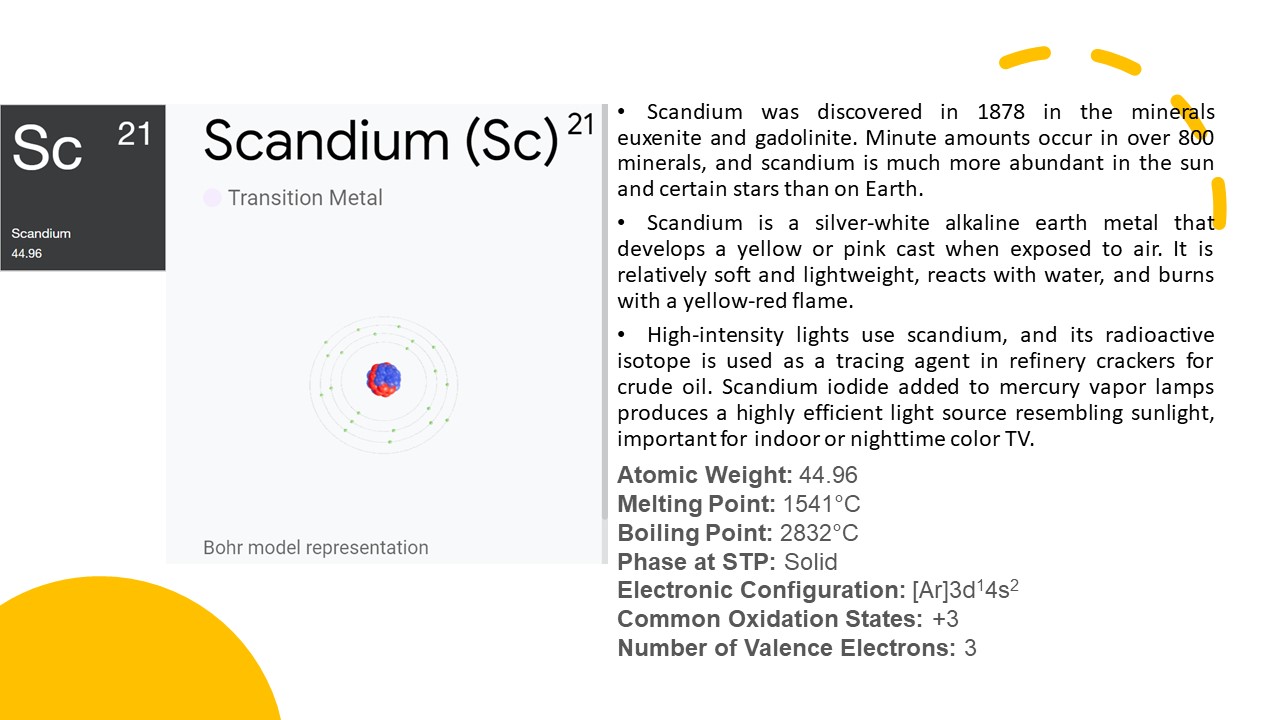 Sc 21
Scandium
44.96
Scandium (Sc) 21
Transition Metal
Bohr model representation
• Scandium was discovered in 1878 in the minerals
euxenite and gadolinite. Minute amounts occur in over 800
minerals, and scandium is much more abundant in the sun
and certain stars than on Earth.
• Scandium is a silver-white alkaline earth metal that
develops a yellow or pink cast when exposed to air. It is
relatively soft and lightweight, reacts with water, and burns
with a yellow-red flame.
• High-intensity lights use scandium, and its radioactive
isotope is used as a tracing agent in refinery crackers for
crude oil. Scandium iodide added to mercury vapor lamps
produces a highly efficient light source resembling sunlight,
important for indoor or nighttime color TV.
Atomic Weight: 44.96
Melting Point: 1541°C
Boiling Point: 2832°C
Phase at STP: Solid
Electronic Configuration: [Ar]3d¹4s²
Common Oxidation States: +3
Number of Valence Electrons: 3